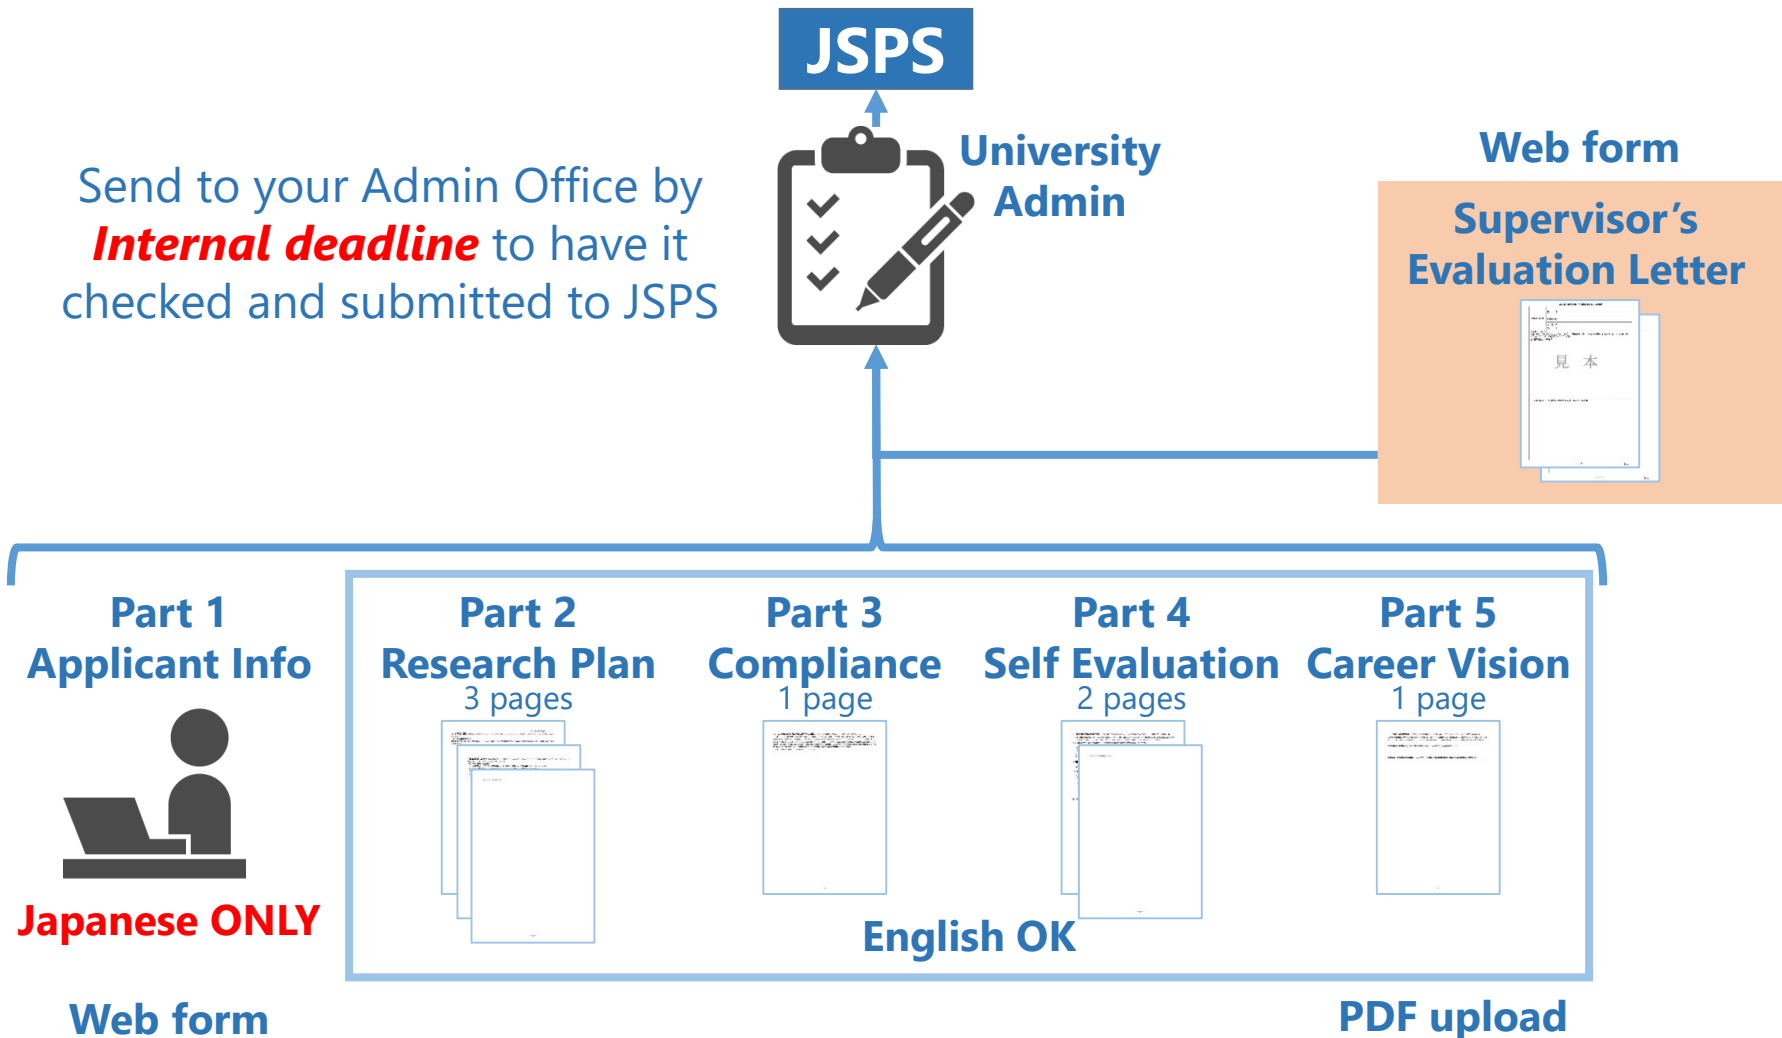 JSPS
University
Admin
Send to your Admin Office by
Internal deadline to have it
checked and submitted to JSPS
Web form
Supervisor’s
Evaluation Letter
見 本
Part 1
Applicant Info
Japanese ONLY
Web form
Part 2
Research Plan
3 pages
Part 3
Compliance
1 page
Part 4
Self Evaluation
2 pages
Part 5
Career Vision
1 page
English OK
PDF upload